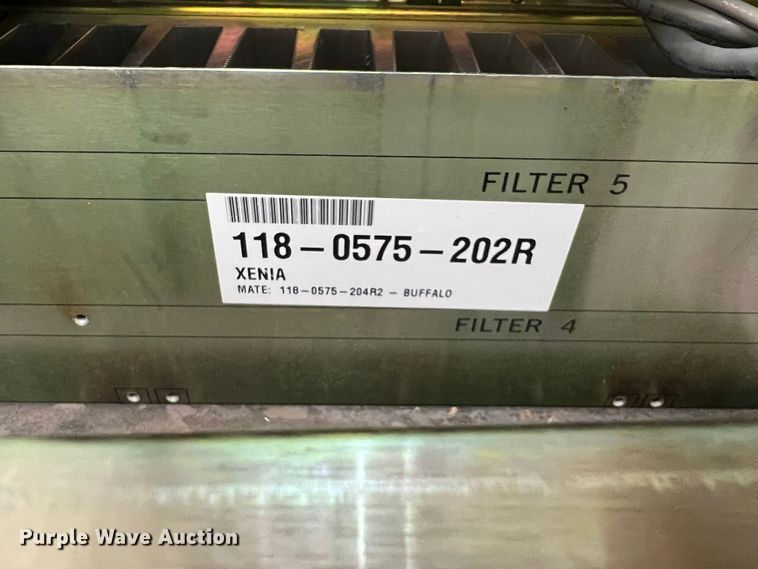 FILTER 5
118-0575-202R
XENIA
MATE: 118-0575-204R2 - BUFFALO
FILTER 4
Purple Wave Auction